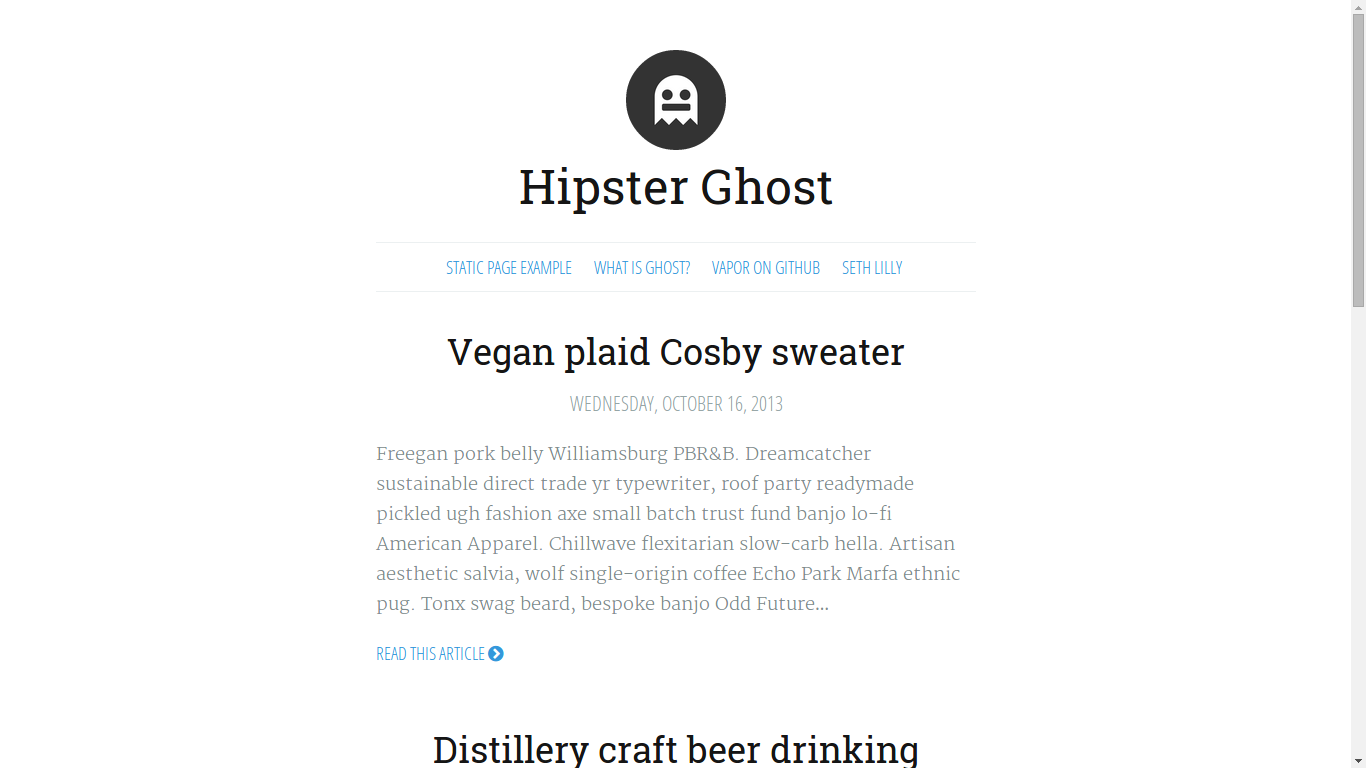 Hipster Ghost
STATIC PAGE EXAMPLE WHAT IS GHOST? VAPOR ON GITHUB SETH LILLY
Vegan plaid Cosby sweater
WEDNESDAY, OCTOBER 16, 2013
Freegan pork belly Williamsburg PBR&B. Dreamcatcher
sustainable direct trade yr typewriter, roof party readymade
pickled ugh fashion axe small batch trust fund banjo lo-fi
American Apparel. Chillwave flexitarian slow-carb hella. Artisan
aesthetic salvia, wolf single-origin coffee Echo Park Marfa ethnic
pug. Tonx swag beard, bespoke banjo Odd Future...
READ THIS ARTICLE
Distillery craft beer drinking